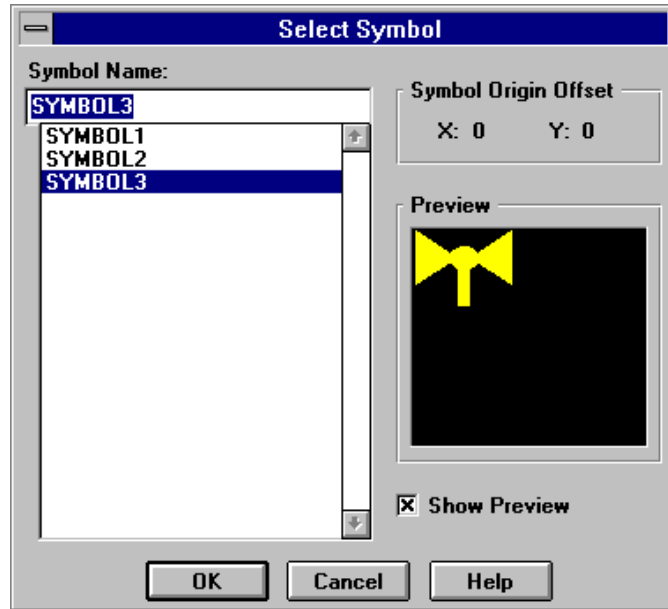 Select Symbol
Symbol Name:
SYMBOL3
SYMBOL1
SYMBOL2
SYMBOL3
Symbol Origin Offset
X: 0 Y: 0
Preview
Show Preview
OK Cancel Help